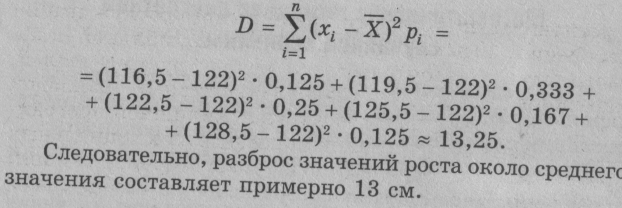 D = \sum_{i=1}^{n} (x_i – \overline{X})^2 p_i =
= (116,5 – 122)² · 0,125 + (119,5 – 122)² · 0,333 +
+ (122,5 – 122)² · 0,25 + (125,5 – 122)² · 0,167 +
+ (128,5 – 122)² · 0,125 ≈ 13,25.
Следовательно, разброс значений роста около среднего
значения составляет примерно 13 см.